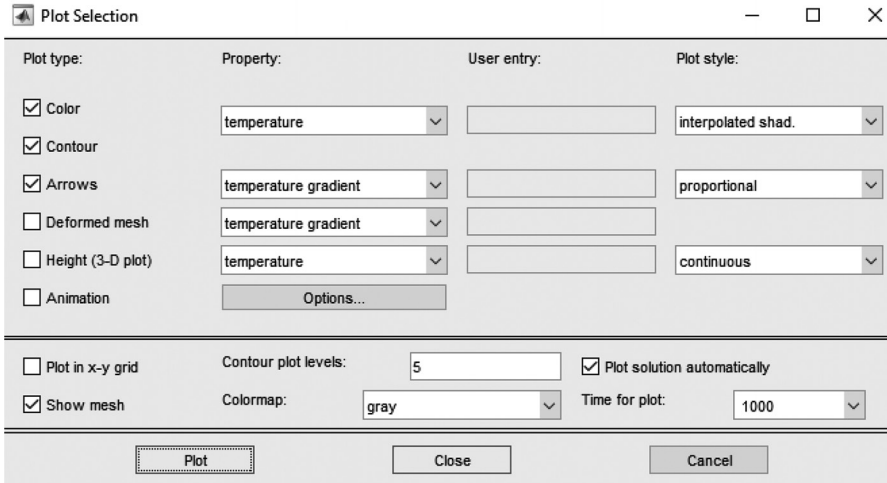 Plot Selection
Plot type: Property: User entry: Plot style:
Color temperature interpolated shad.
Contour
Arrows temperature gradient proportional
Deformed mesh temperature gradient
Height (3-D plot) temperature continuous
Animation Options...
Plot in x-y grid Contour plot levels: 5 Plot solution automatically
Show mesh Colormap: gray Time for plot: 1000
Plot Close Cancel